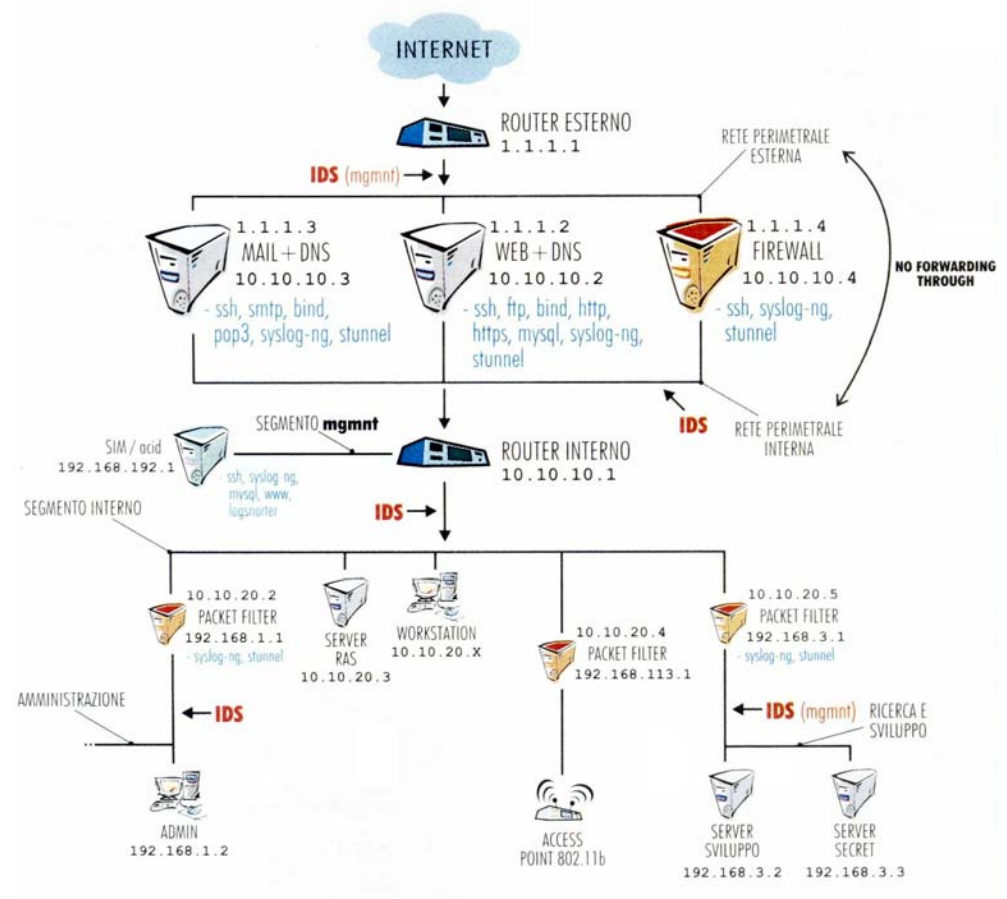 INTERNET
ROUTER ESTERNO
1.1.1.1
IDS (mgmnt)
RETE PERIMETRALE
ESTERNA
1.1.1.3
MAIL+DNS
10.10.10.3
- ssh, smtp, bind,
pop3, syslog-ng, stunnel
1.1.1.2
WEB+DNS
10.10.10.2
- ssh, ftp, bind, http,
https, mysql, syslog-ng,
stunnel
1.1.1.4
FIREWALL
10.10.10.4
- ssh, syslog-ng,
stunnel
NO FORWARDING
THROUGH
IDS
RETE PERIMETRALE
INTERNA
SEGMENTO mgmnt
SIM / acid
192.168.192.1
- ssh, syslog-ng,
mysql, www,
logsnorter
ROUTER INTERNO
10.10.10.1
IDS
SEGMENTO INTERNO
10.10.20.2
PACKET FILTER
192.168.1.1
- syslog-ng, stunnel
SERVER
RAS
10.10.20.3
WORKSTATION
10.10.20.X
10.10.20.4
PACKET FILTER
192.168.113.1
10.10.20.5
PACKET FILTER
192.168.3.1
- syslog-ng, stunnel
AMMINISTRAZIONE
IDS
IDS (mgmnt)
RICERCA E
SVILUPPO
ADMIN
192.168.1.2
ACCESS
POINT 802.11b
SERVER
SVILUPPO
192.168.3.2
SERVER
SECRET
192.168.3.3